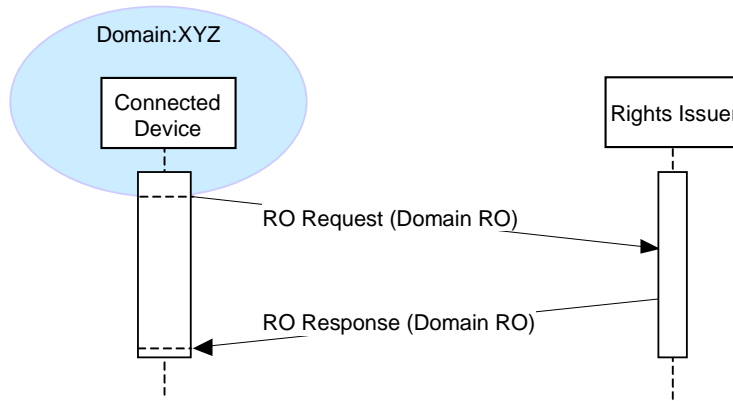 Domain:XYZ
Connected
Device
Rights Issuer
RO Request (Domain RO)
RO Response (Domain RO)